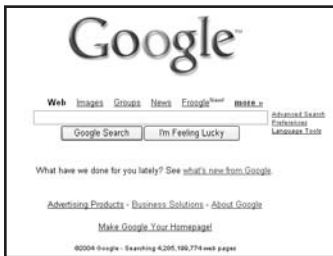 Google™
Web Images Groups News Froogle New! more »
Advanced Search
Preferences
Language Tools
Google Search I'm Feeling Lucky
What have we done for you lately? See what's new from Google.
Advertising Products - Business Solutions - About Google
Make Google Your Homepage!
©2004 Google - Searching 4,285,199,774 web pages